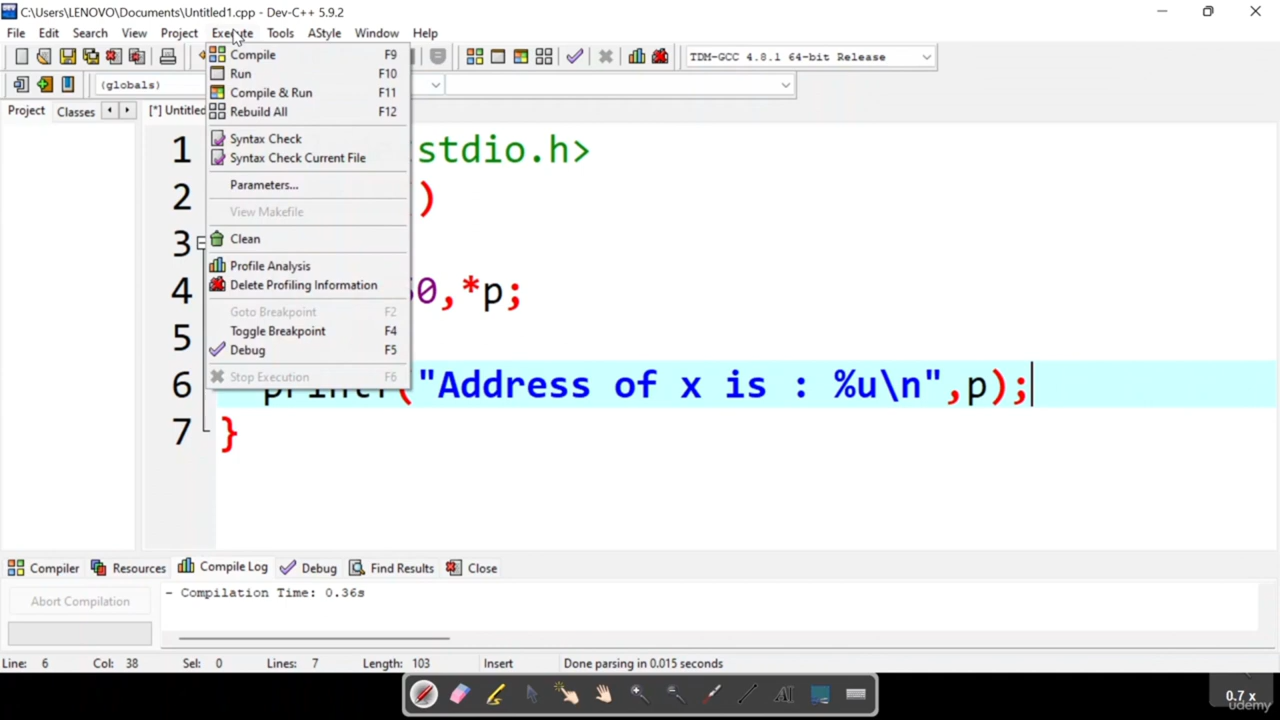 C:\Users\LENOVO\Documents\Untitled1.cpp - Dev-C++ 5.9.2
File Edit Search View Project Execute Tools AStyle Window Help
TDM-GCC 4.8.1 64-bit Release
(globals)
Project Classes [*] Untitled
Compile F9
Run F10
Compile & Run F11
Rebuild All F12
Syntax Check
Syntax Check Current File
Parameters...
View Makefile
Clean
Profile Analysis
Delete Profiling Information
Goto Breakpoint F2
Toggle Breakpoint F4
Debug F5
Stop Execution F6
1 stdio.h>
2 )
3
4 0,*p;
5
6 printf("Address of x is : %u\n",p);
7 }
Compiler Resources Compile Log Debug Find Results Close
Abort Compilation
- Compilation Time: 0.36s
Line: 6 Col: 38 Sel: 0 Lines: 7 Length: 103 Insert Done parsing in 0.015 seconds
AI
0.7 x
udemy